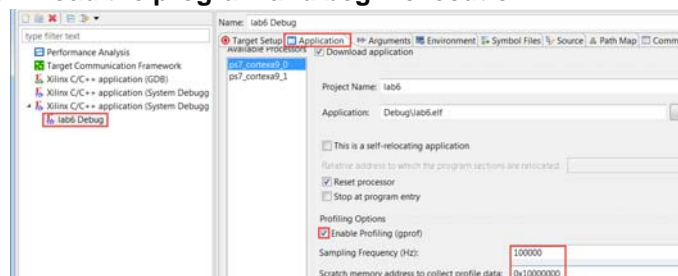 Name: lab6 Debug
type filter text
Performance Analysis
Target Communication Framework
Xilinx C/C++ application (GDB)
Xilinx C/C++ application (System Debugg
Xilinx C/C++ application (System Debugg
lab6 Debug
Target Setup Application Arguments Environment Symbol Files Source Path Map Comm
Available Processors
ps7_cortexa9_0
ps7_cortexa9_1
Download application
Project Name: lab6
Application: Debug\lab6.elf
This is a self-relocating application
Relative address to which the program sections are relocated:
Reset processor
Stop at program entry
Profiling Options
Enable Profiling (gprof)
Sampling Frequency (Hz): 100000
Scratch memory address to collect profile data: 0x10000000